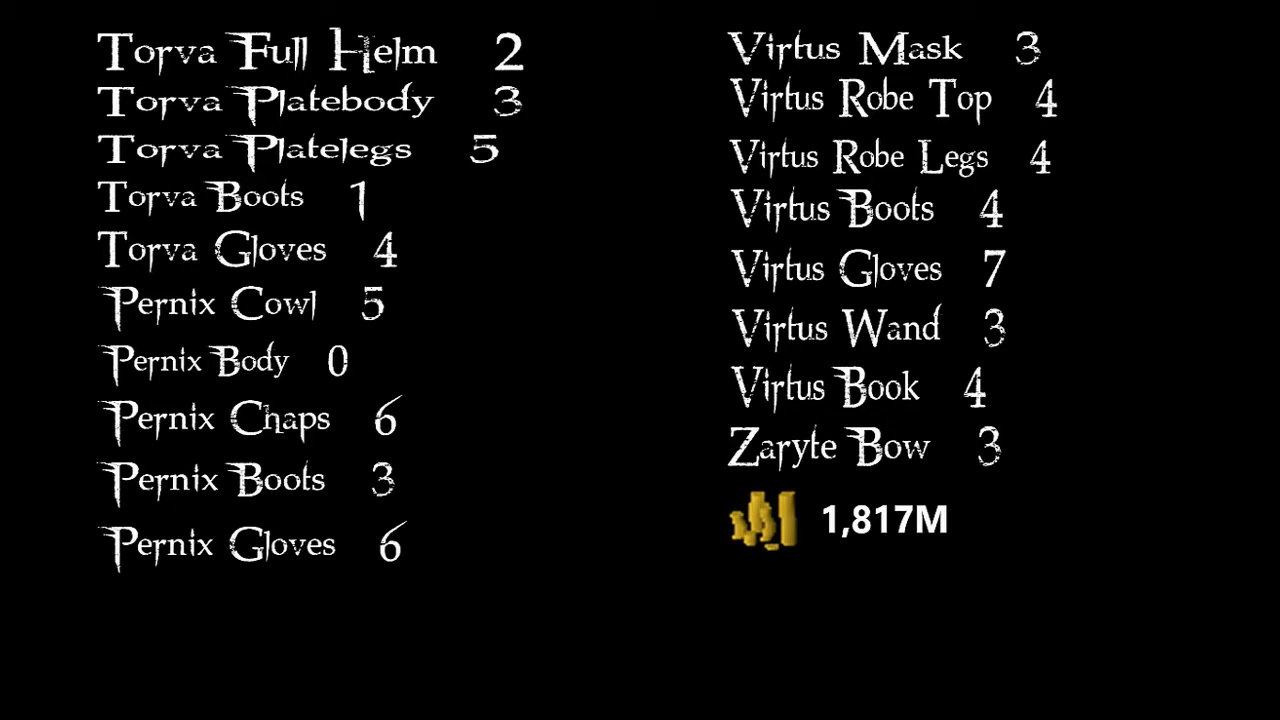 Torva Full Helm 2
Torva Platebody 3
Torva Platelegs 5
Torva Boots 1
Torva Gloves 4
Pernix Cowl 5
Pernix Body 0
Pernix Chaps 6
Pernix Boots 3
Pernix Gloves 6
Virtus Mask 3
Virtus Robe Top 4
Virtus Robe Legs 4
Virtus Boots 4
Virtus Gloves 7
Virtus Wand 3
Virtus Book 4
Zaryte Bow 3
1,817M